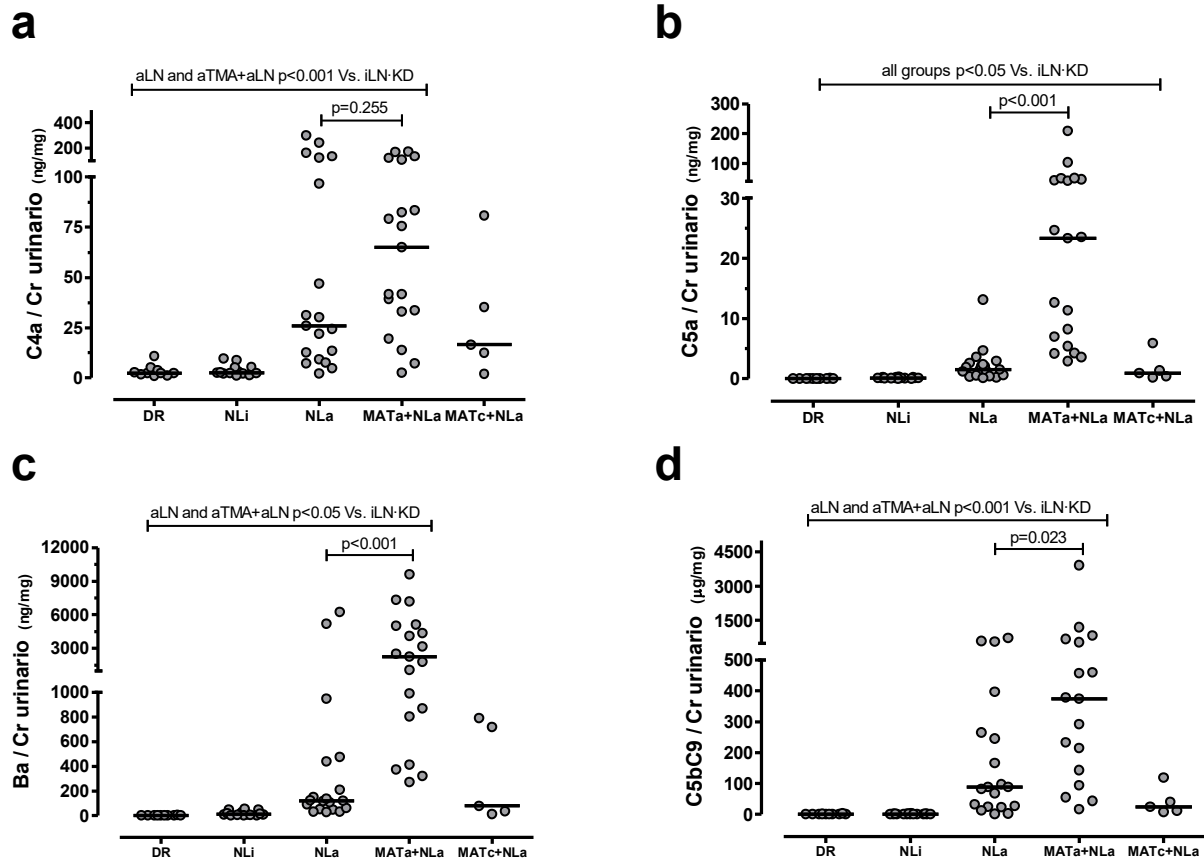 a
aLN and aTMA+aLN p<0.001 Vs. iLN·KD
p=0.255
C4a / Cr urinario (ng/mg)
400
200
100
75
50
25
0
DR NLi NLa MATa+NLa MATc+NLa
b
all groups p<0.05 Vs. iLN·KD
p<0.001
C5a / Cr urinario (ng/mg)
300
200
100
30
20
10
0
DR NLi NLa MATa+NLa MATc+NLa
c
aLN and aTMA+aLN p<0.05 Vs. iLN·KD
p<0.001
Ba / Cr urinario (ng/mg)
12000
9000
6000
3000
1000
800
600
400
200
0
DR NLi NLa MATa+NLa MATc+NLa
d
aLN and aTMA+aLN p<0.001 Vs. iLN·KD
p=0.023
C5bC9 / Cr urinario (µg/mg)
4500
3000
1500
500
400
300
200
100
0
DR NLi NLa MATa+NLa MATc+NLa